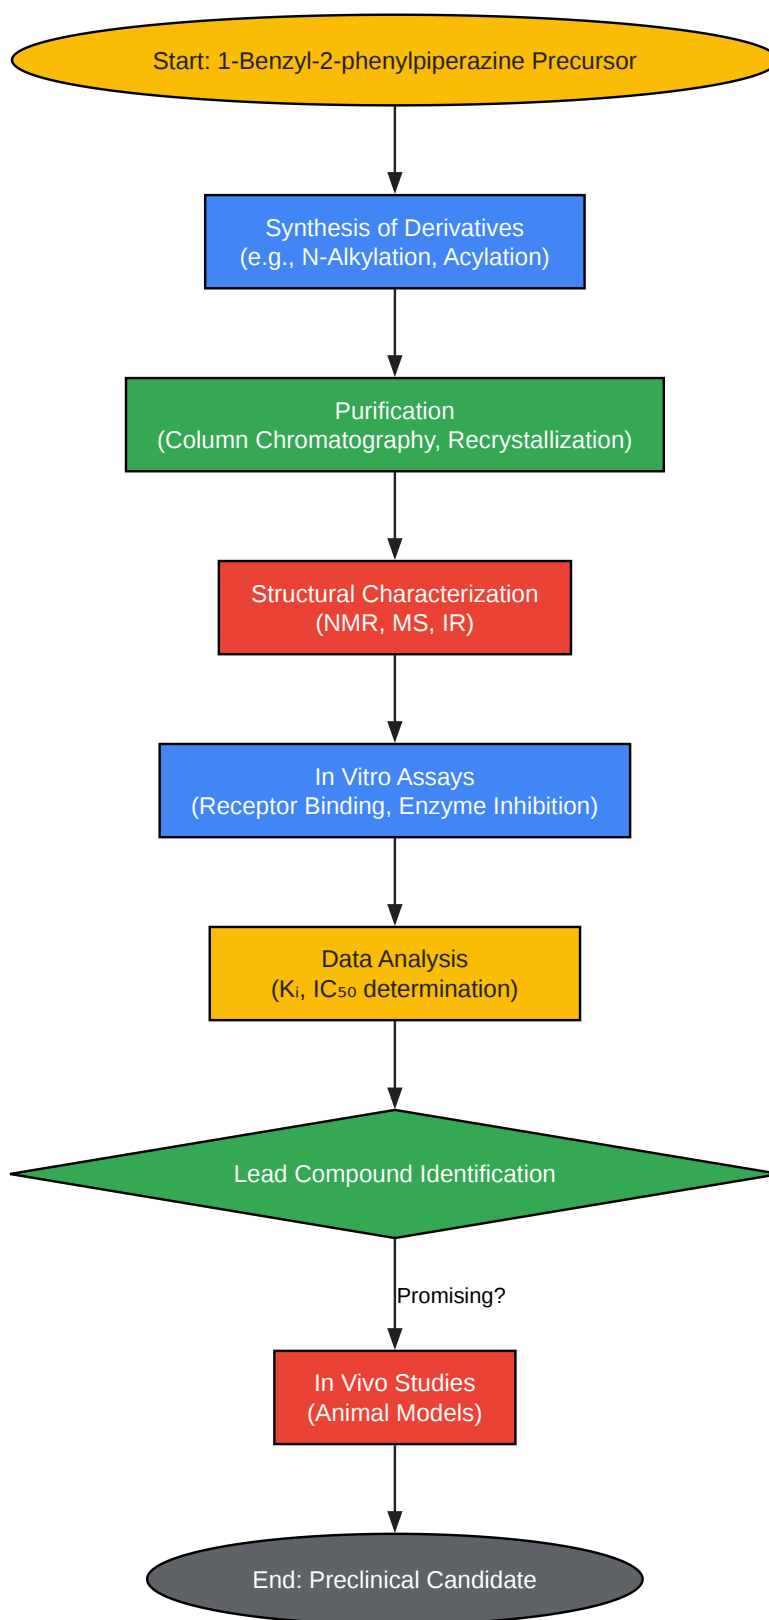 Start: 1-Benzyl-2-phenylpiperazine Precursor
Synthesis of Derivatives
(e.g., N-Alkylation, Acylation)
Purification
(Column Chromatography, Recrystallization)
Structural Characterization
(NMR, MS, IR)
In Vitro Assays
(Receptor Binding, Enzyme Inhibition)
Data Analysis
(Kᵢ, IC₅₀ determination)
Lead Compound Identification
Promising?
In Vivo Studies
(Animal Models)
End: Preclinical Candidate